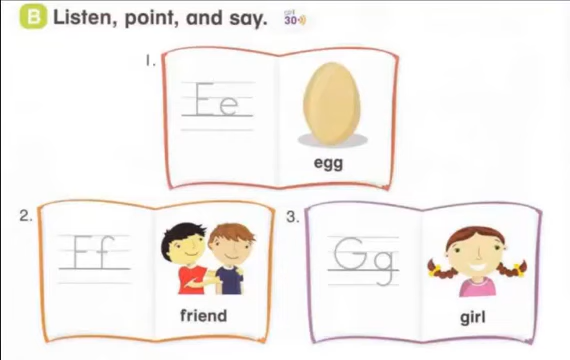 B Listen, point, and say. 30
1.
Ee
egg
2.
Ff
friend
3.
Gg
girl